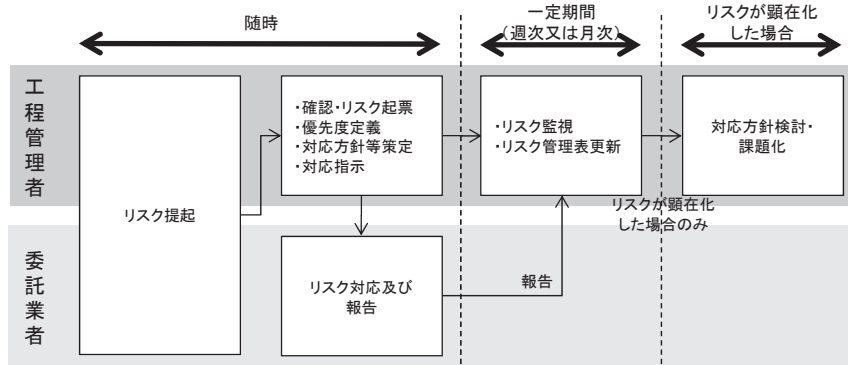 随時
一定期間
(週次又は月次)
リスクが顕在化
した場合
工程管理者
リスク提起
・確認・リスク起票
・優先度定義
・対応方針等策定
・対応指示
・リスク監視
・リスク管理表更新
対応方針検討・
課題化
リスクが顕在化
した場合のみ
委託業者
リスク対応及び
報告
報告